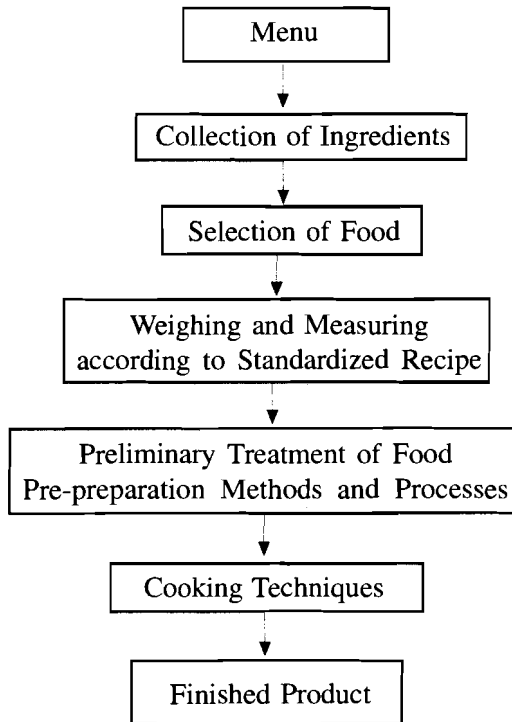 Menu
Collection of Ingredients
Selection of Food
Weighing and Measuring
according to Standardized Recipe
Preliminary Treatment of Food
Pre-preparation Methods and Processes
Cooking Techniques
Finished Product